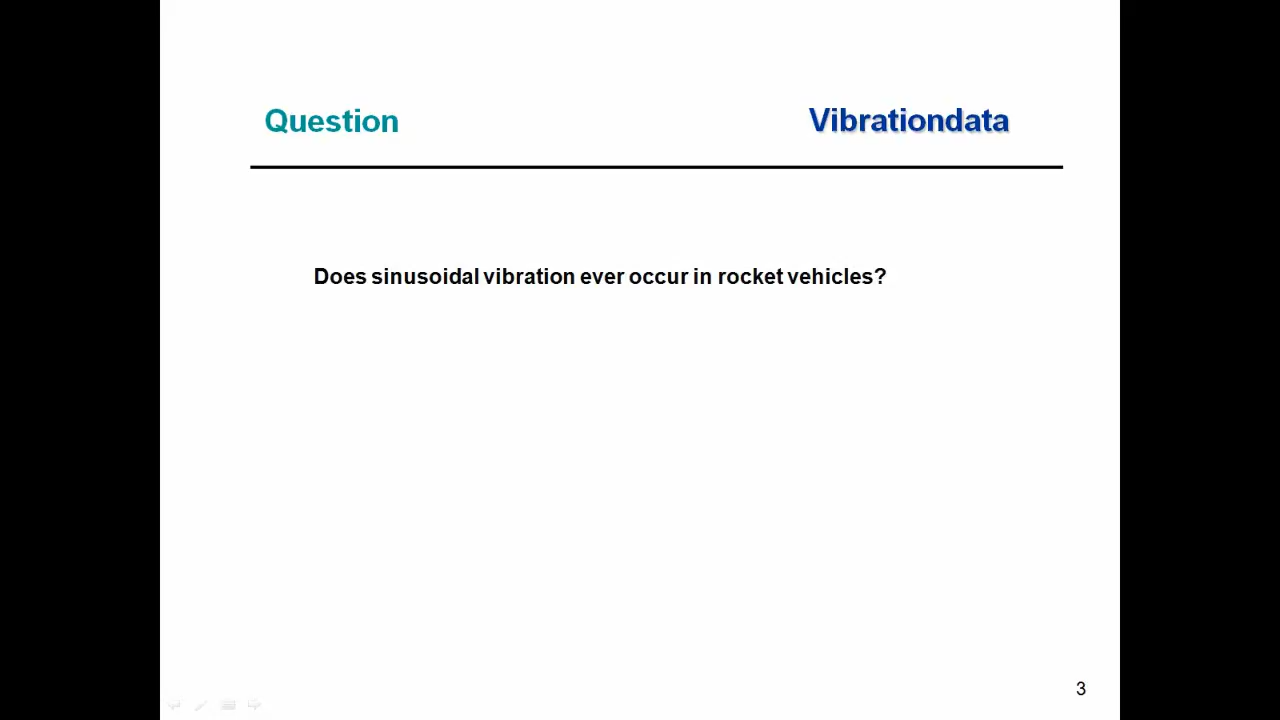 Question
Vibrationdata
Does sinusoidal vibration ever occur in rocket vehicles?
3